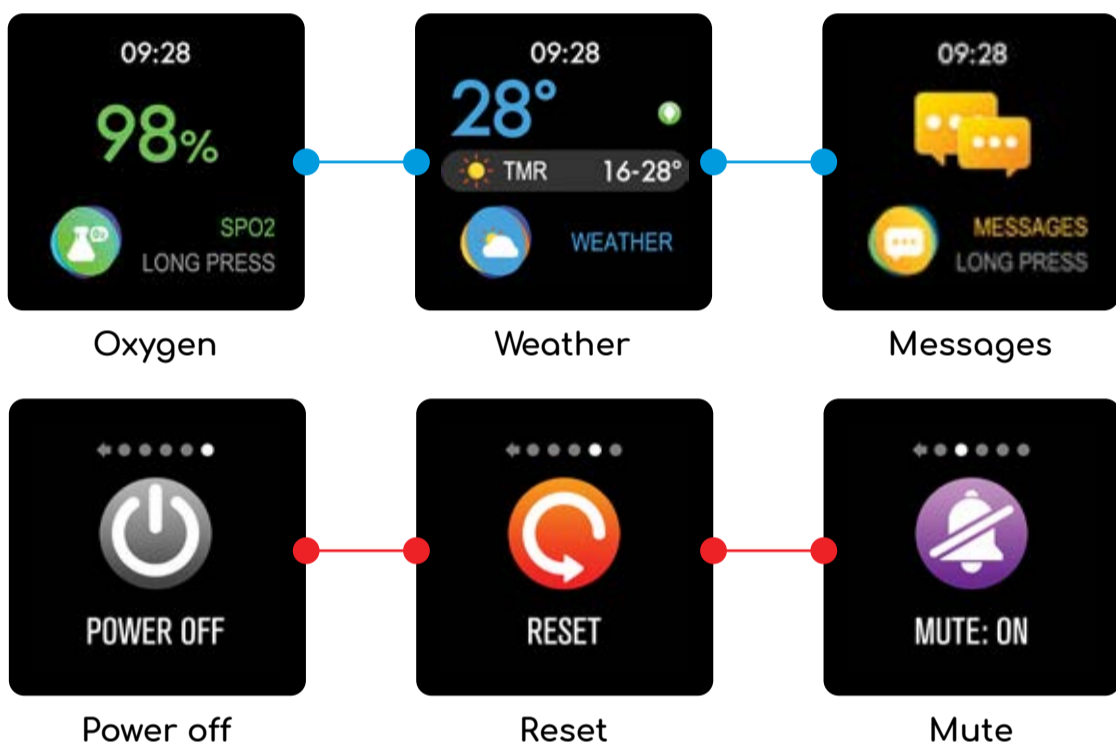 09:28
98%
SPO2
LONG PRESS
Oxygen
09:28
28°
TMR 16-28°
WEATHER
Weather
09:28
MESSAGES
LONG PRESS
Messages
POWER OFF
Power off
RESET
Reset
MUTE: ON
Mute